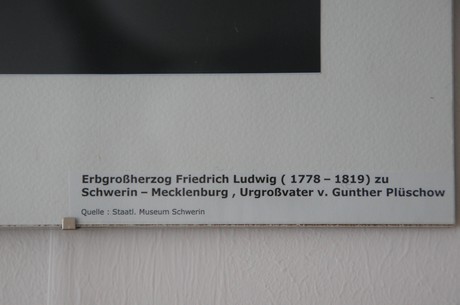 Erbgroßherzog Friedrich Ludwig ( 1778 – 1819) zu
Schwerin – Mecklenburg , Urgroßvater v. Gunther Plüschow
Quelle : Staatl. Museum Schwerin